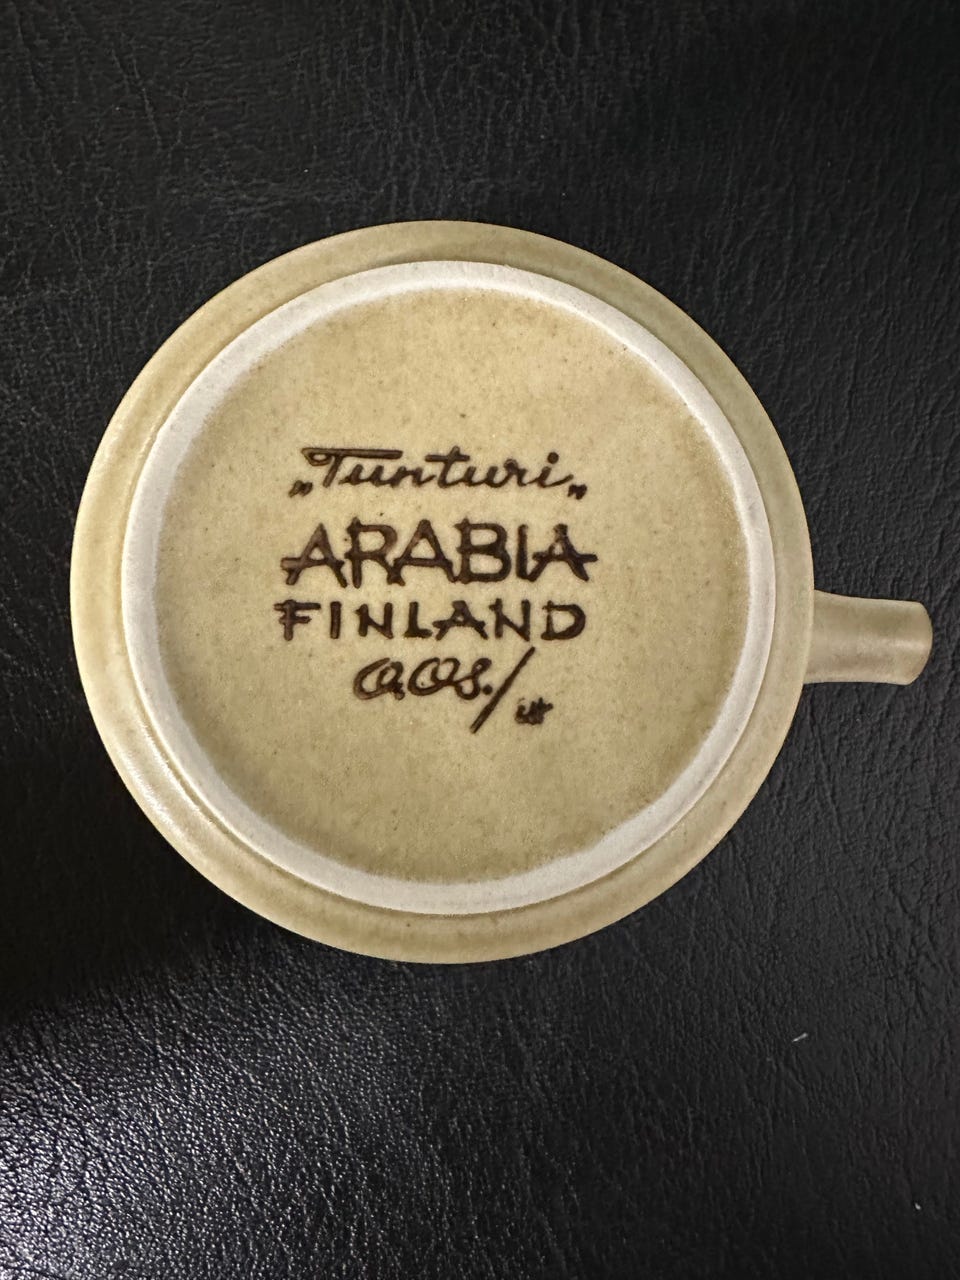 „Tunturi„
ARABIA
FINLAND
O.Os./